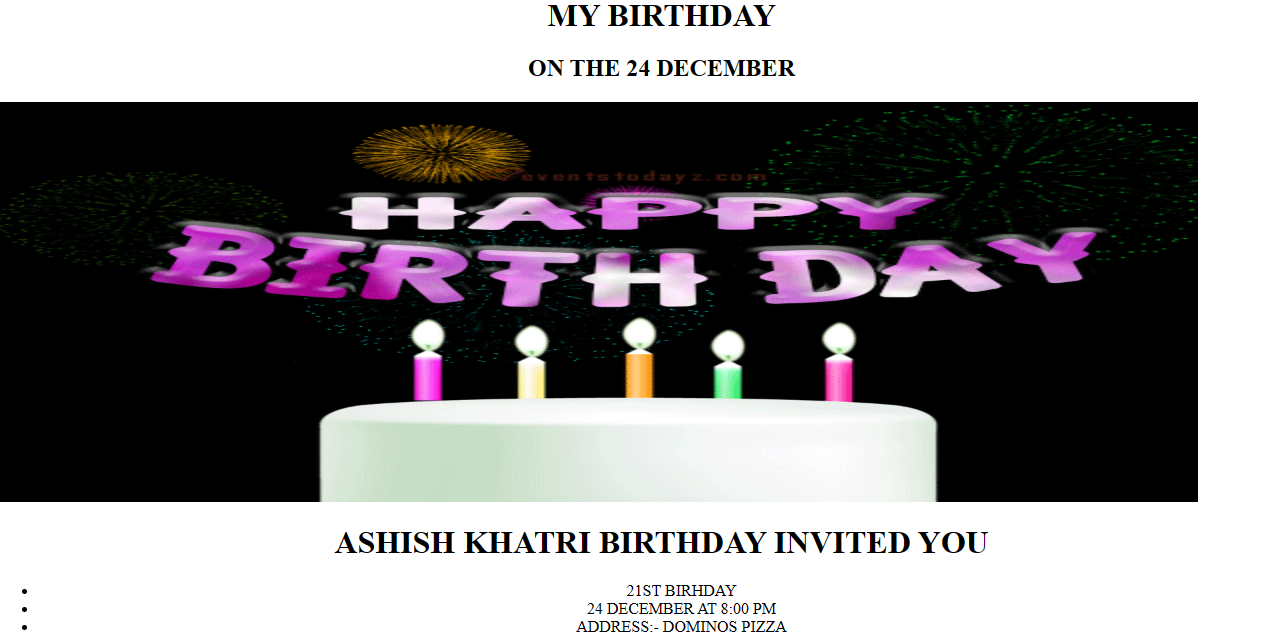 MY BIRTHDAY
ON THE 24 DECEMBER
eventstodayz.com
HAPPY
BIRTH DAY
ASHISH KHATRI BIRTHDAY INVITED YOU
21ST BIRHDAY
24 DECEMBER AT 8:00 PM
ADDRESS:- DOMINOS PIZZA